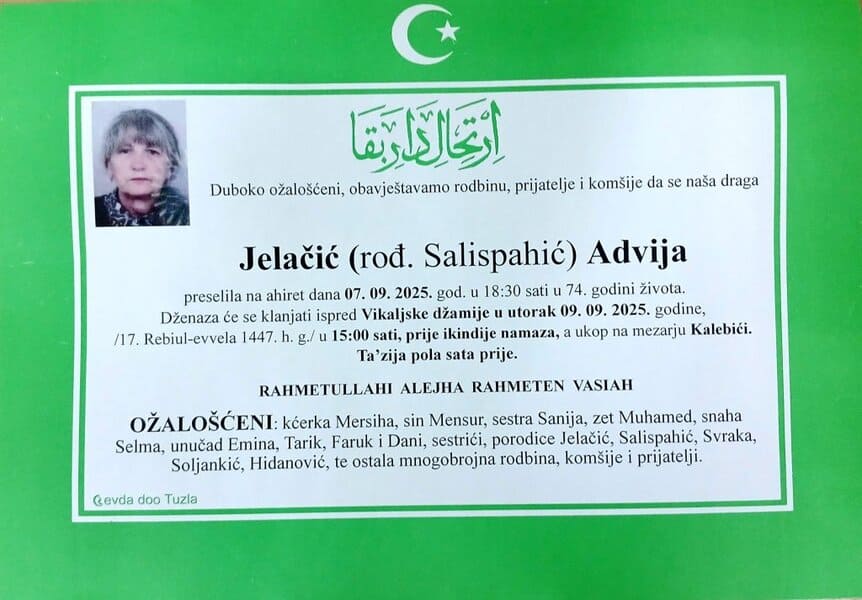 اِرْتِحَالِ دَارِبَقَا
Duboko ožalošćeni, obavještavamo rodbinu, prijatelje i komšije da se naša draga
Jelačić (rođ. Salispahić) Advija
preselila na ahiret dana 07. 09. 2025. god. u 18:30 sati u 74. godini života.
Dženaza će se klanjati ispred Vikaljske džamije u utorak 09. 09. 2025. godine,
/17. Rebiul-evvela 1447. h. g./ u 15:00 sati, prije ikindije namaza, a ukop na mezarju Kalebići.
Ta’zija pola sata prije.
RAHMETULLAHI ALEJHA RAHMETEN VASIAH
OŽALOŠĆENI: kćerka Mersiha, sin Mensur, sestra Sanija, zet Muhamed, snaha
Selma, unučad Emina, Tarik, Faruk i Dani, sestrići, porodice Jelačić, Salispahić, Svraka,
Soljankić, Hidanović, te ostala mnogobrojna rodbina, komšije i prijatelji.
Cevda doo Tuzla